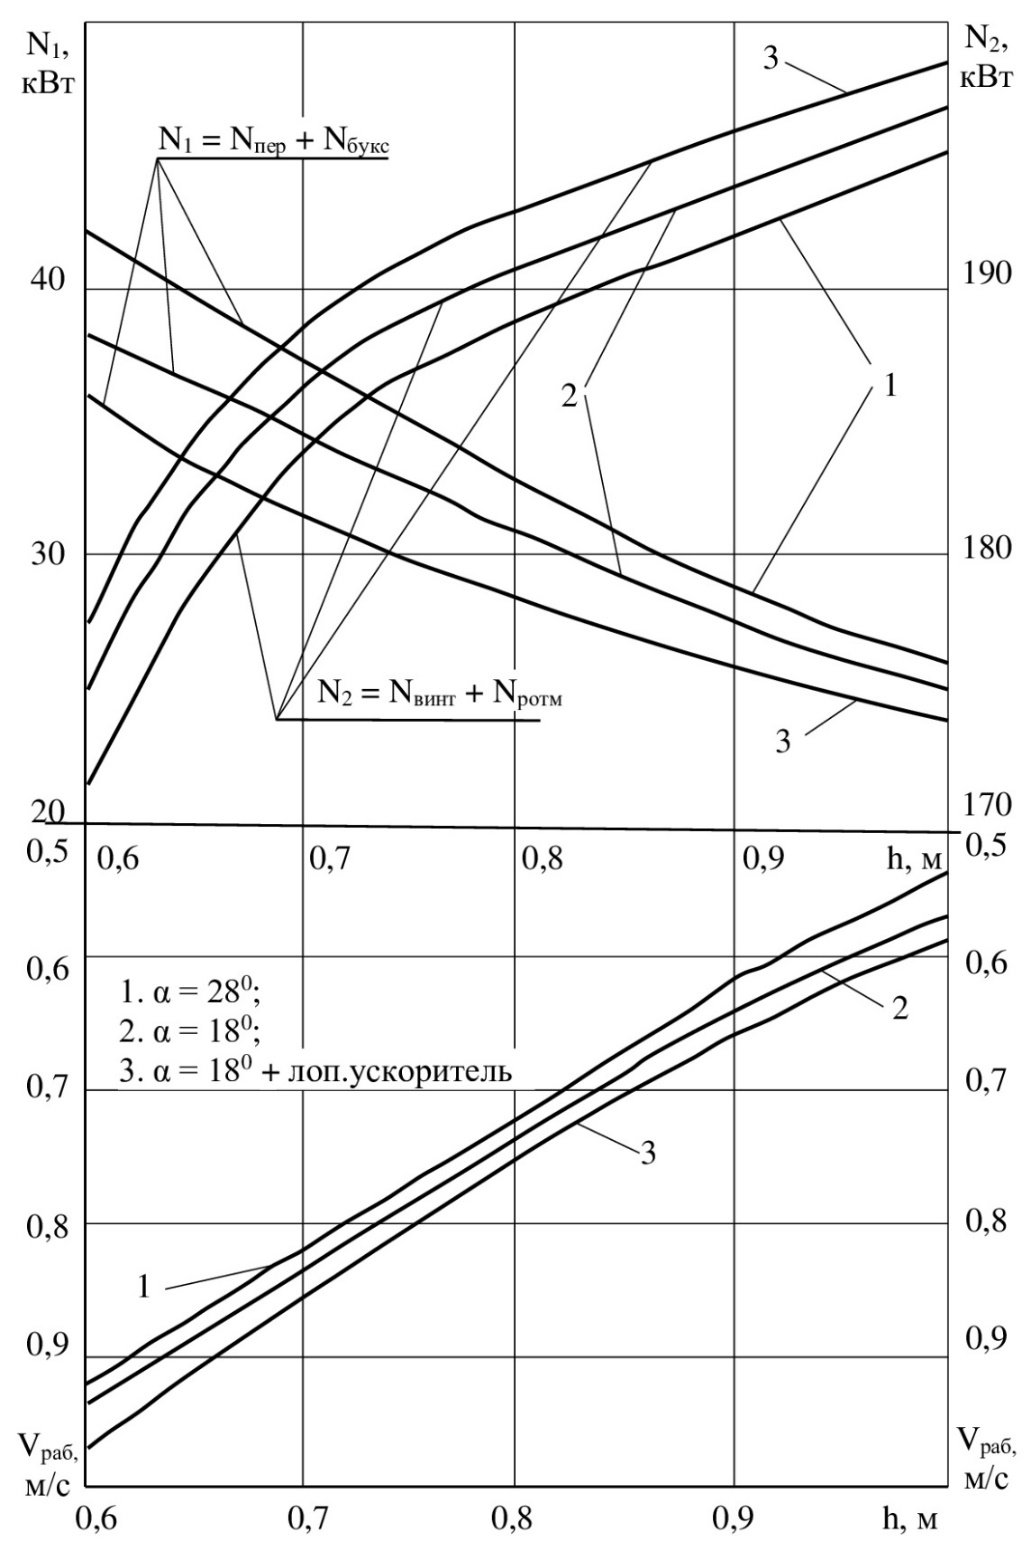 N₁,
кВт
N₂,
кВт
3
N₁ = Nпер + Nбукс
40
190
2
1
30
180
N₂ = Nвинт + Nротм
3
20
170
0,5
0,6
0,7
0,8
0,9
h, м
0,5
0,6
0,6
1. α = 28⁰;
2. α = 18⁰;
3. α = 18⁰ + лоп.ускоритель
2
0,7
0,7
3
0,8
0,8
1
0,9
0,9
Vраб,
м/с
Vраб,
м/с
0,6
0,7
0,8
0,9
h, м